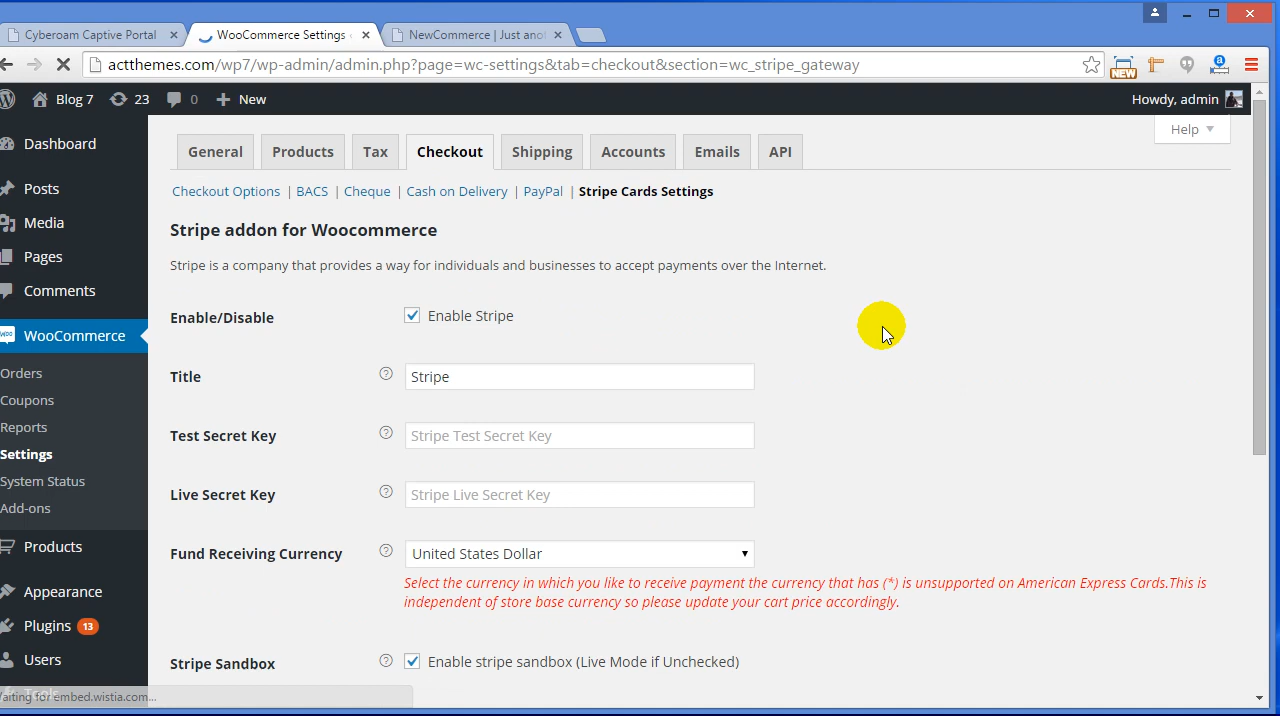 Cyberoam Captive Portal
WooCommerce Settings
NewCommerce | Just ano
actthemes.com/wp7/wp-admin/admin.php?page=wc-settings&tab=checkout&section=wc_stripe_gateway
NEW
a
Blog 7
23
0
New
Howdy, admin
Help
Dashboard
Posts
Media
Pages
Comments
WOO
WooCommerce
Orders
Coupons
Reports
Settings
System Status
Add-ons
Products
Appearance
Plugins 13
Users
Tools
aiting for embed.wistia.com...
General Products Tax Checkout Shipping Accounts Emails API
Checkout Options | BACS | Cheque | Cash on Delivery | PayPal | Stripe Cards Settings
Stripe addon for Woocommerce
Stripe is a company that provides a way for individuals and businesses to accept payments over the Internet.
Enable/Disable
Enable Stripe
Title
?
Stripe
Test Secret Key
?
Stripe Test Secret Key
Live Secret Key
?
Stripe Live Secret Key
Fund Receiving Currency
?
United States Dollar
Select the currency in which you like to receive payment the currency that has (*) is unsupported on American Express Cards.This is
independent of store base currency so please update your cart price accordingly.
Stripe Sandbox
?
Enable stripe sandbox (Live Mode if Unchecked)